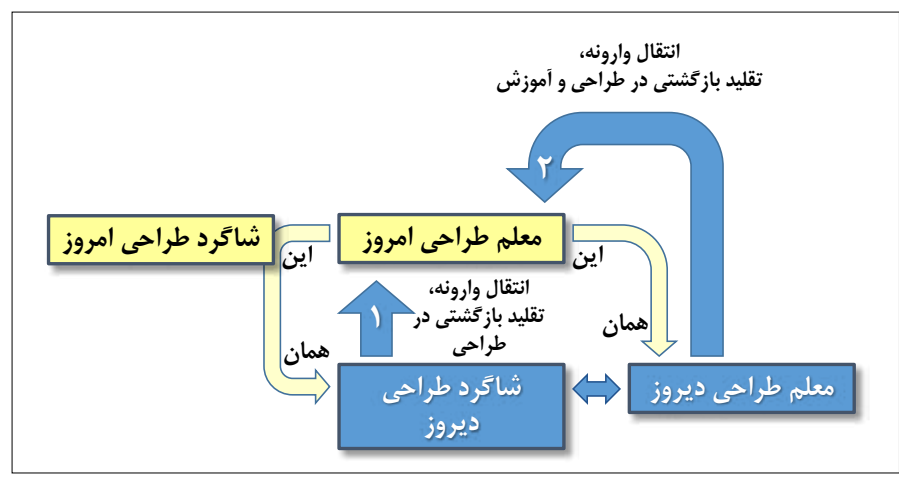 انتقال وارونه،
تقلید بازگشتی در طراحی و آموزش
۲
معلم طراحی امروز
شاگرد طراحی امروز
این
این
انتقال وارونه،
تقلید بازگشتی در
طراحی
۱
همان
همان
معلم طراحی دیروز
شاگرد طراحی
دیروز